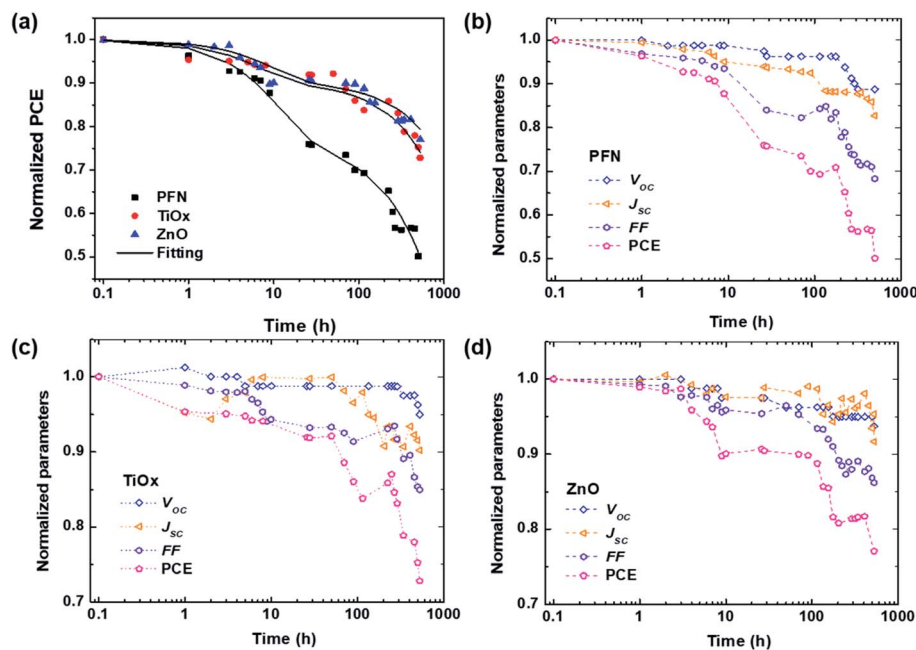 (a)
Normalized PCE
1.0
0.9
0.8
0.7
0.6
0.5
PFN
TiOx
ZnO
Fitting
0.1 1 10 100 1000
Time (h)
(b)
Normalized parameters
1.0
0.9
0.8
0.7
0.6
0.5
PFN
Voc
Jsc
FF
PCE
0.1 1 10 100 1000
Time (h)
(c)
Normalized parameters
1.0
0.9
0.8
0.7
TiOx
Voc
Jsc
FF
PCE
0.1 1 10 100 1000
Time (h)
(d)
Normalized parameters
1.0
0.9
0.8
0.7
ZnO
Voc
Jsc
FF
PCE
0.1 1 10 100 1000
Time (h)